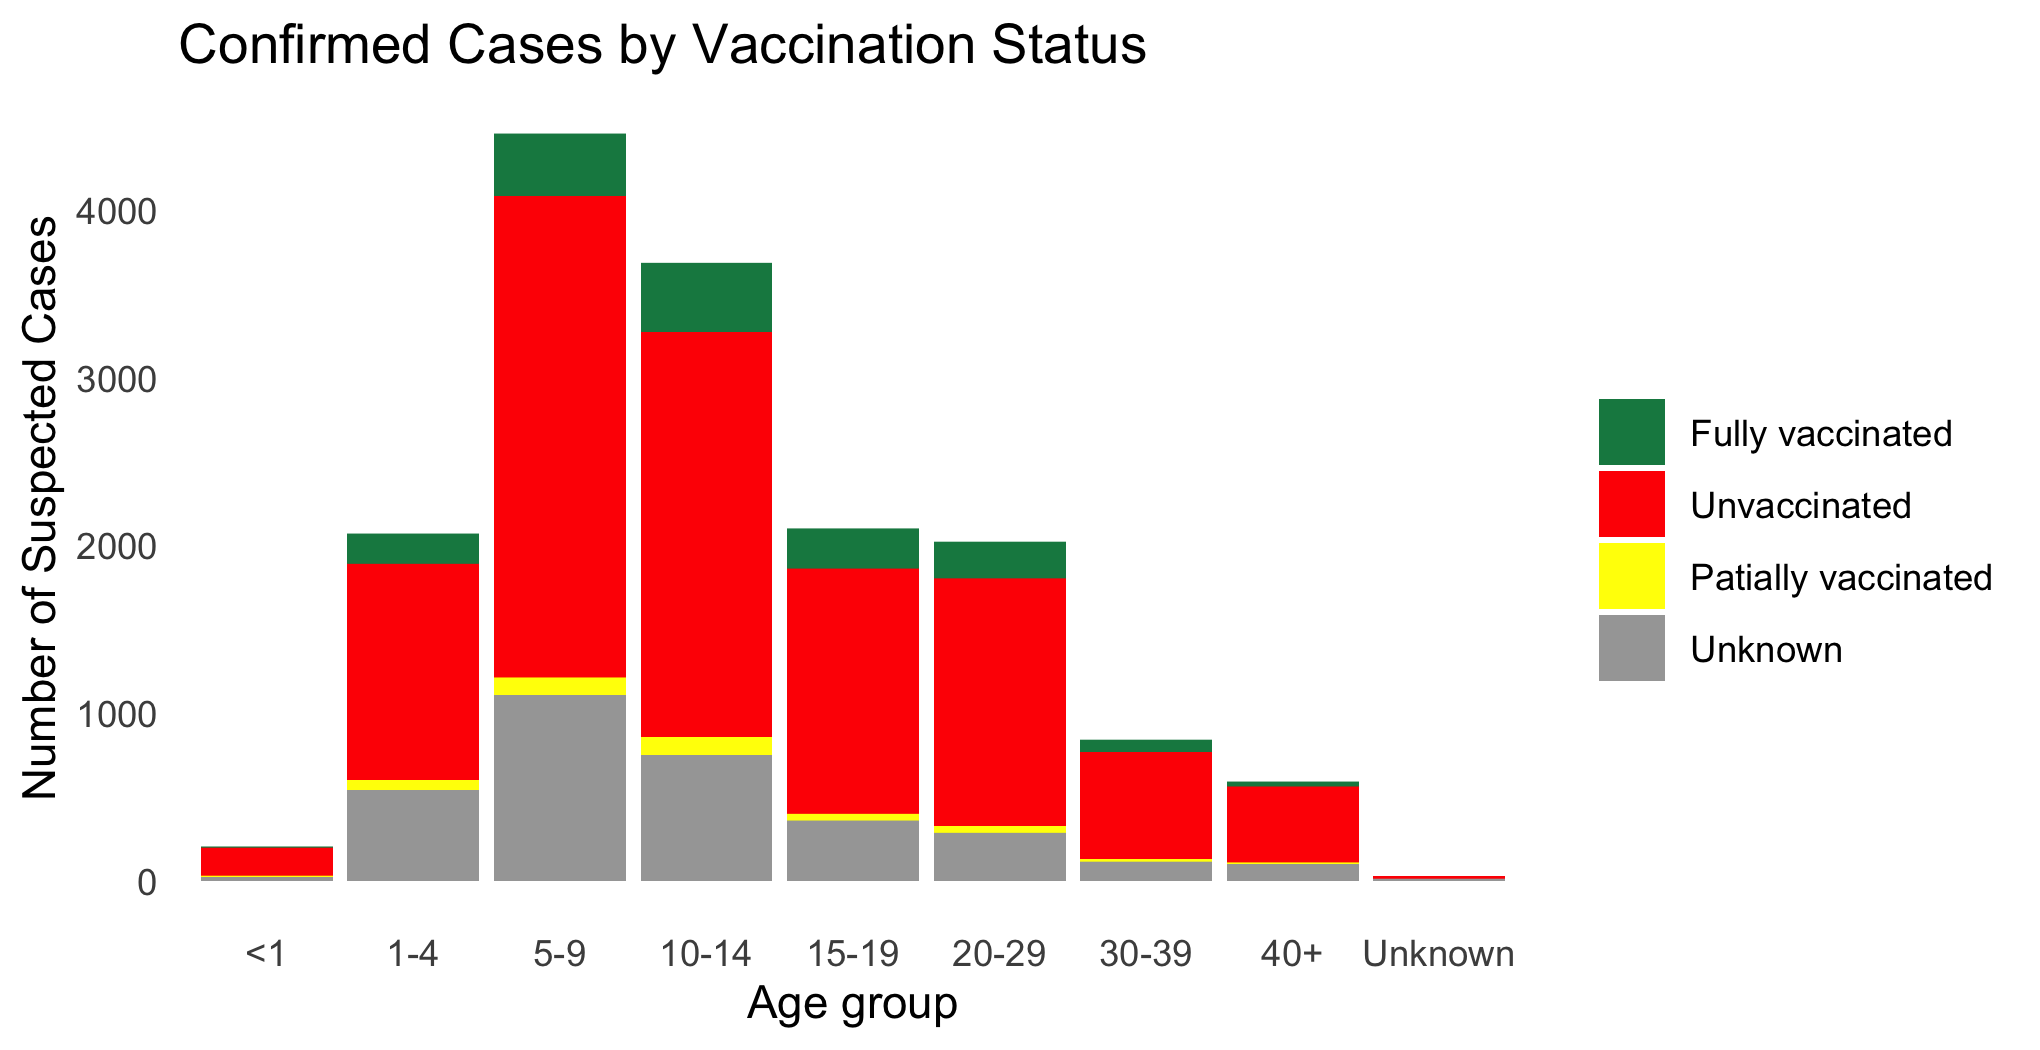 Confirmed Cases by Vaccination Status
Number of Suspected Cases
4000
3000
2000
1000
0
<1
1-4
5-9
10-14
15-19
20-29
30-39
40+
Unknown
Age group
Fully vaccinated
Unvaccinated
Patially vaccinated
Unknown